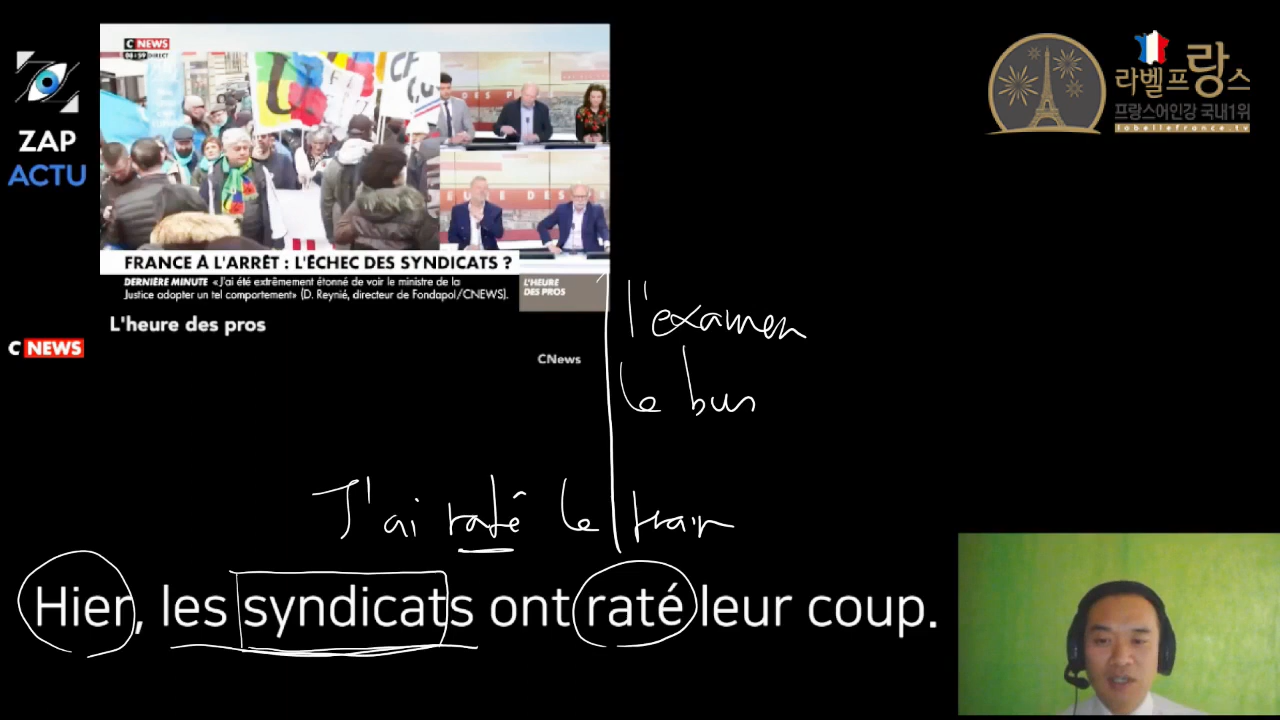 C NEWS
DIRECT
ZAP
ACTU
FRANCE À L'ARRÊT : L'ÉCHEC DES SYNDICATS ?
DERNIÈRE MINUTE «J'ai été extrêmement étonné de voir le ministre de la
Justice adopter un tel comportement» (D. Reynié, directeur de Fondapol/CNEWS).
L'HEURE
DES PROS
L'heure des pros
C NEWS
CNews
라벨프랑스
프랑스어인강 국내1위
labellefrance.tv
l'examen
le bus
J'ai raté le train
Hier, les syndicats ont raté leur coup.